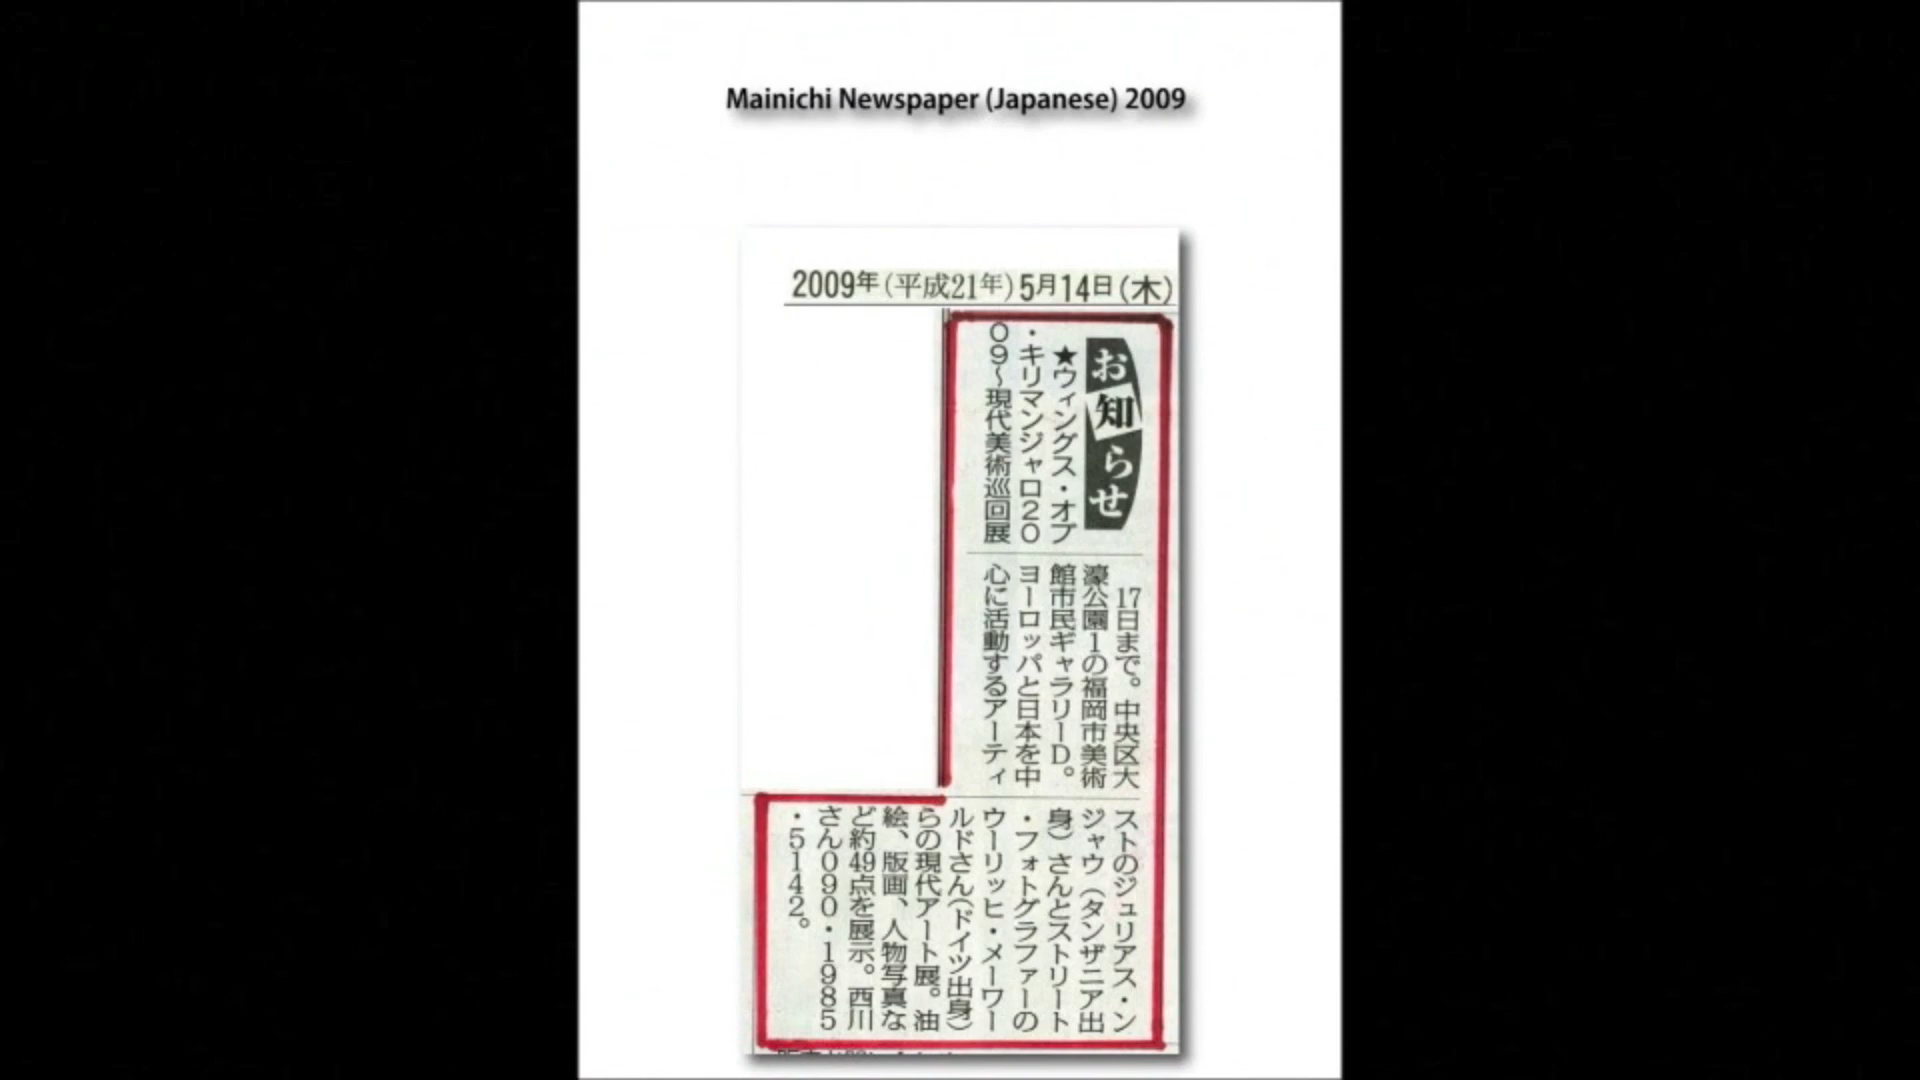 Mainichi Newspaper (Japanese) 2009
2009年(平成21年)5月14日(木)
お知らせ
★ウィングス・オブ
・キリマンジャロ20
09〜現代美術巡回展
17日まで。中央区大
濠公園1の福岡市美術
館市民ギャラリーD。
ヨーロッパと日本を中
心に活動するアーティ
ストのジュリアス・ン
ジャウ(タンザニア出
身)さんとストリート
・フォトグラファーの
ウーリッヒ・メーワー
ルドさん(ドイツ出身)
らの現代アート展。油
絵、版画、人物写真な
ど約49点を展示。西川
さん090・1985
・5142。